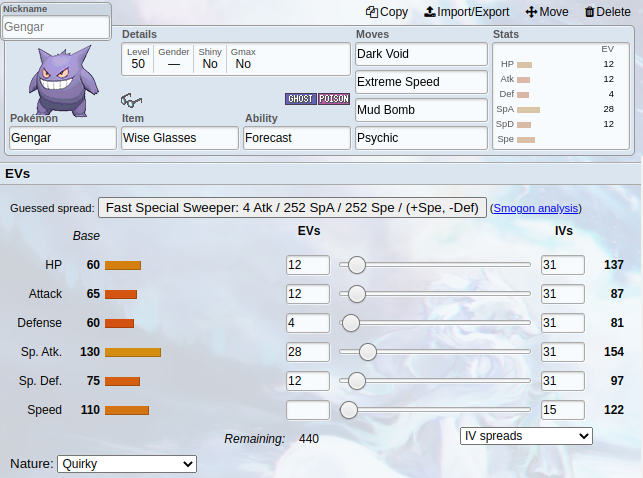 Nickname
Gengar
Copy Import/Export Move Delete
Details
Level Gender Shiny Gmax
50 — No No
Moves
Dark Void
Extreme Speed
Mud Bomb
Psychic
Stats
EV
HP 12
Atk 12
Def 4
SpA 28
SpD 12
Spe
GHOST POISON
Pokémon Item Ability
Gengar Wise Glasses Forecast
EVs
Guessed spread: Fast Special Sweeper: 4 Atk / 252 SpA / 252 Spe / (+Spe, -Def) (Smogon analysis)
Base EVs IVs
HP 60 12 31 137
Attack 65 12 31 87
Defense 60 4 31 81
Sp. Atk. 130 28 31 154
Sp. Def. 75 12 31 97
Speed 110 15 122
Remaining: 440 IV spreads
Nature: Quirky